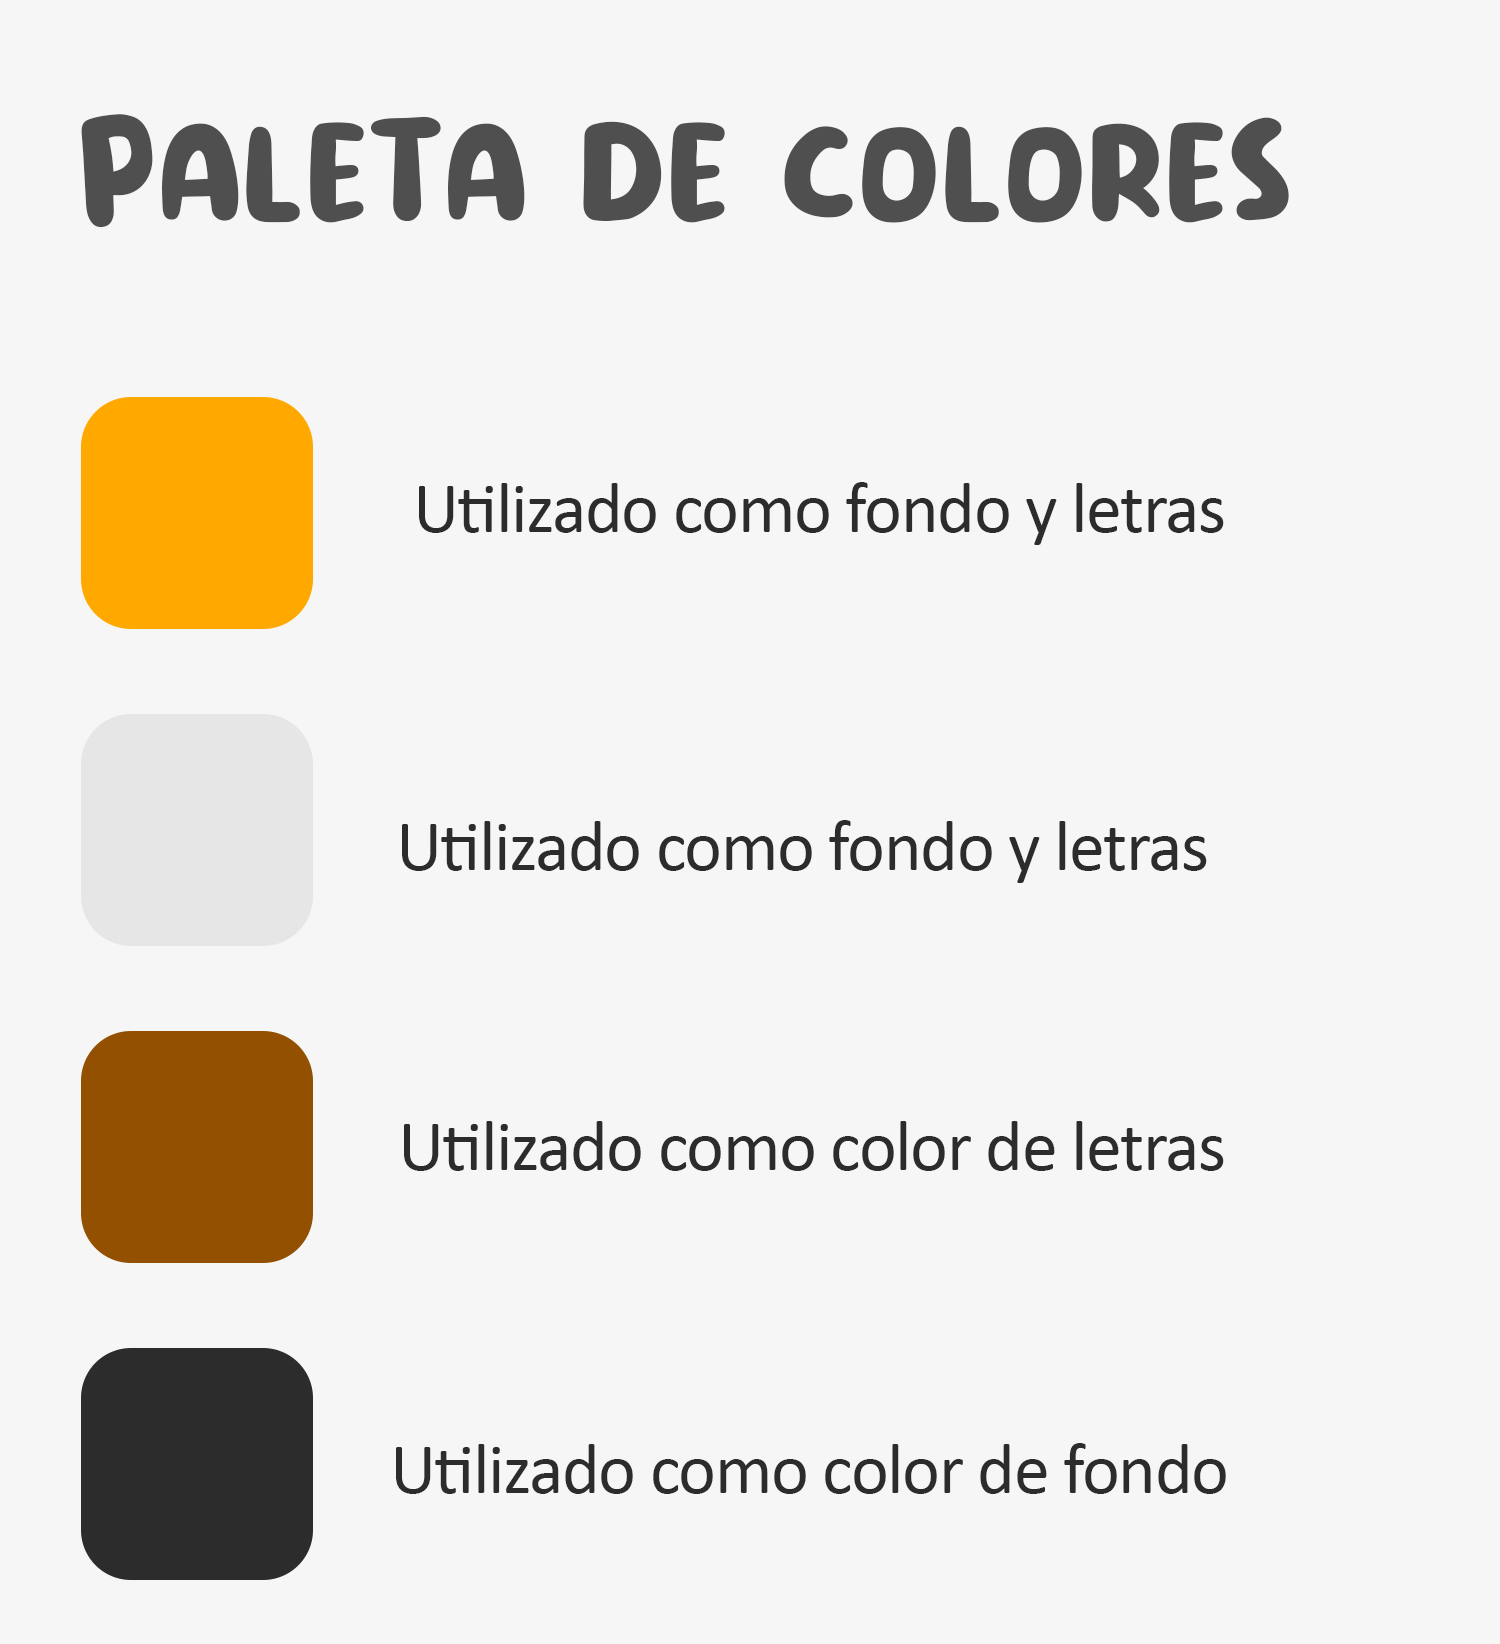 PALETA DE COLORES
Utilizado como fondo y letras
Utilizado como fondo y letras
Utilizado como color de letras
Utilizado como color de fondo